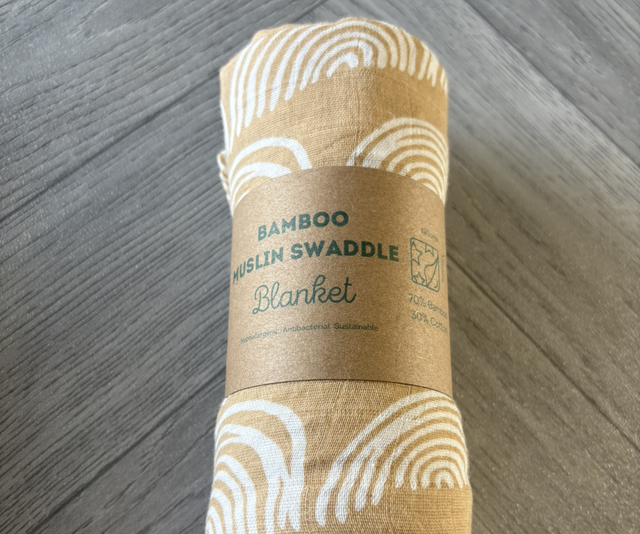 BAMBOO
MUSLIN SWADDLE
Blanket
Antibacterial Sustainable
70% Bamboo
30% Cotton